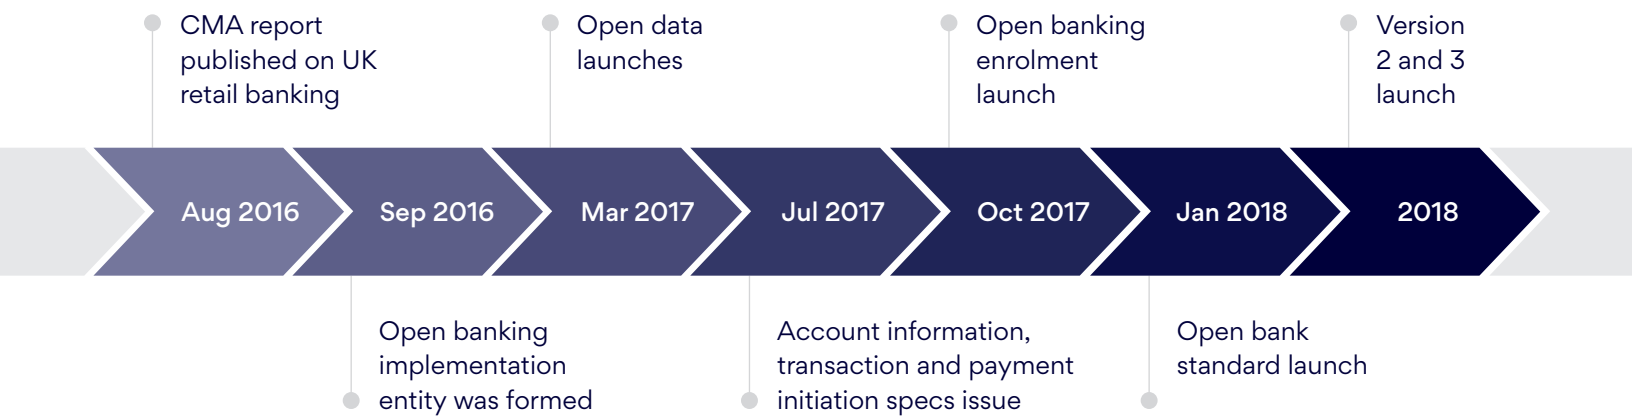 CMA report
published on UK
retail banking
Open data
launches
Open banking
enrolment
launch
Version
2 and 3
launch
Aug 2016
Sep 2016
Mar 2017
Jul 2017
Oct 2017
Jan 2018
2018
Open banking
implementation
entity was formed
Account information,
transaction and payment
initiation specs issue
Open bank
standard launch